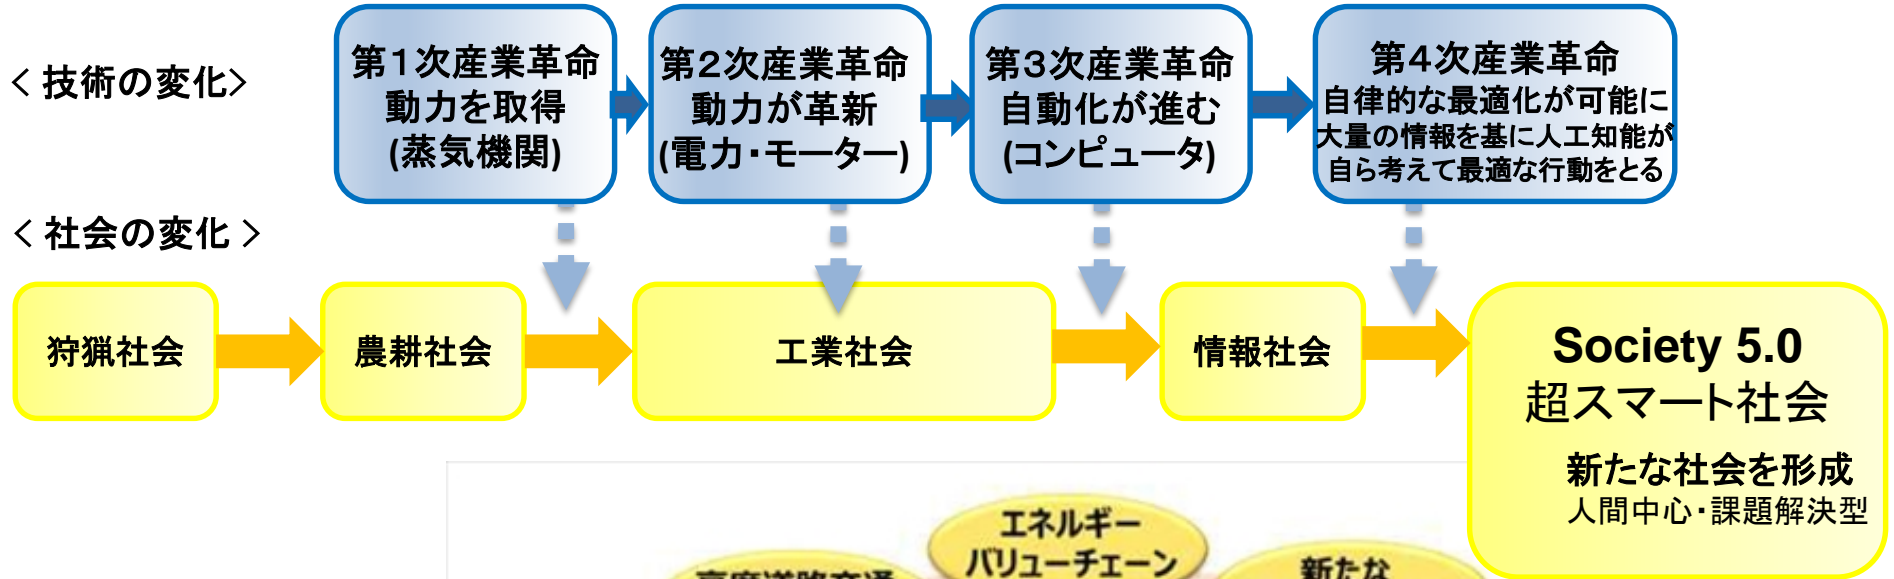 < 技術の変化>
第1次産業革命
動力を取得
(蒸気機関)
第2次産業革命
動力が革新
(電力・モーター)
第3次産業革命
自動化が進む
(コンピュータ)
第4次産業革命
自律的な最適化が可能に
大量の情報を基に人工知能が
自ら考えて最適な行動をとる
< 社会の変化 >
狩猟社会
農耕社会
工業社会
情報社会
Society 5.0
超スマート社会
新たな社会を形成
人間中心・課題解決型
エネルギー
バリューチェーン
高度道路交通
新たな